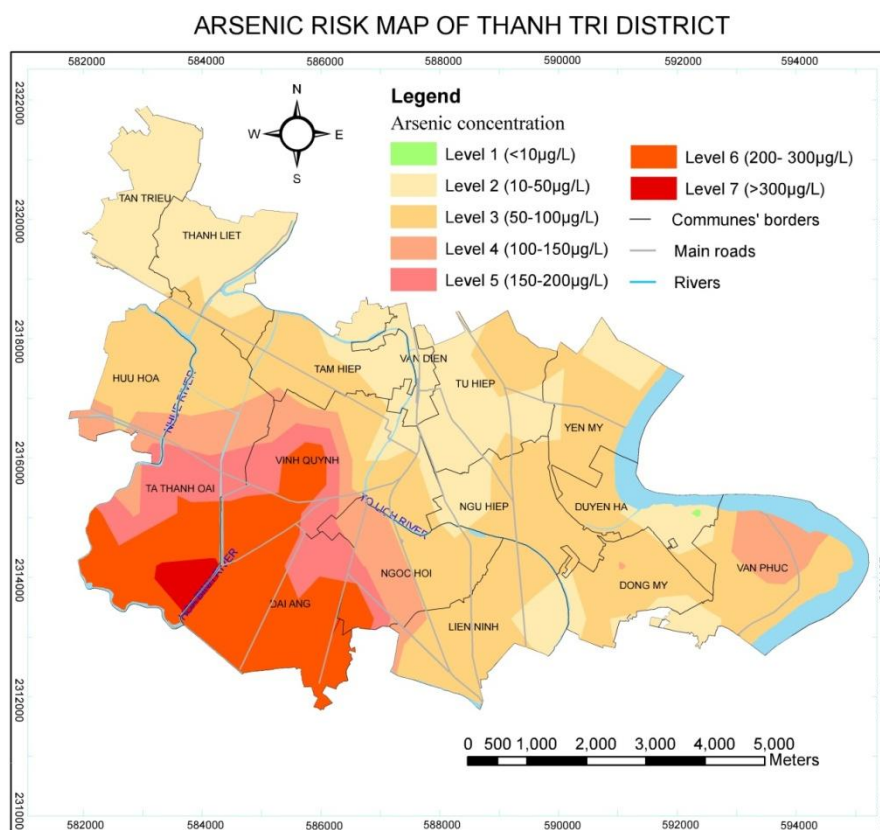 ARSENIC RISK MAP OF THANH TRI DISTRICT
582000 584000 586000 588000 590000 592000 594000
2322000
2320000
2318000
2316000
2314000
2312000
231000
N
W E
S
Legend
Arsenic concentration
Level 1 (<10µg/L)
Level 2 (10-50µg/L)
Level 3 (50-100µg/L)
Level 4 (100-150µg/L)
Level 5 (150-200µg/L)
Level 6 (200- 300µg/L)
Level 7 (>300µg/L)
Communes' borders
Main roads
Rivers
TAN TRIEU
THANH LIET
HUU HOA
NHUE RIVER
TAM HIEP
VAN DIEN
TU HIEP
YEN MY
VINH QUYNH
TA THANH OAI
TO LICH RIVER
NGU HIEP
DUYEN HA
NGOC HOI
DONG MY
VAN PHUC
RIVER
DAI ANG
LIEN NINH
0 500 1,000 2,000 3,000 4,000 5,000
Meters
582000 584000 586000 588000 590000 592000 594000